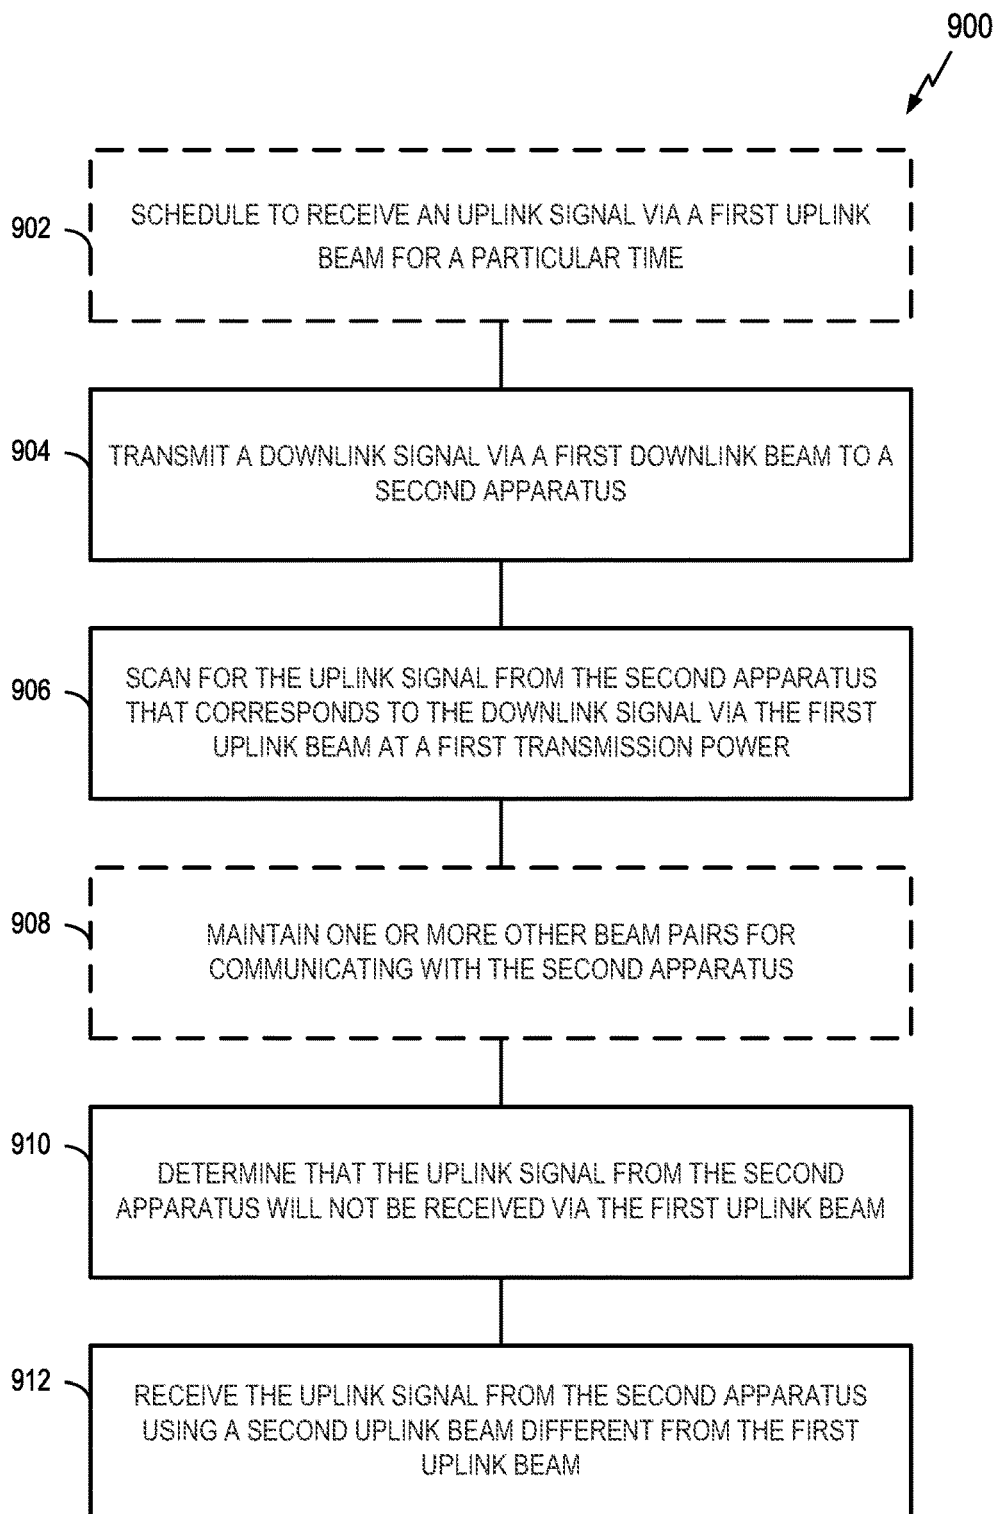 900
902
SCHEDULE TO RECEIVE AN UPLINK SIGNAL VIA A FIRST UPLINK
BEAM FOR A PARTICULAR TIME
904
TRANSMIT A DOWNLINK SIGNAL VIA A FIRST DOWNLINK BEAM TO A
SECOND APPARATUS
906
SCAN FOR THE UPLINK SIGNAL FROM THE SECOND APPARATUS
THAT CORRESPONDS TO THE DOWNLINK SIGNAL VIA THE FIRST
UPLINK BEAM AT A FIRST TRANSMISSION POWER
908
MAINTAIN ONE OR MORE OTHER BEAM PAIRS FOR
COMMUNICATING WITH THE SECOND APPARATUS
910
DETERMINE THAT THE UPLINK SIGNAL FROM THE SECOND
APPARATUS WILL NOT BE RECEIVED VIA THE FIRST UPLINK BEAM
912
RECEIVE THE UPLINK SIGNAL FROM THE SECOND APPARATUS
USING A SECOND UPLINK BEAM DIFFERENT FROM THE FIRST
UPLINK BEAM